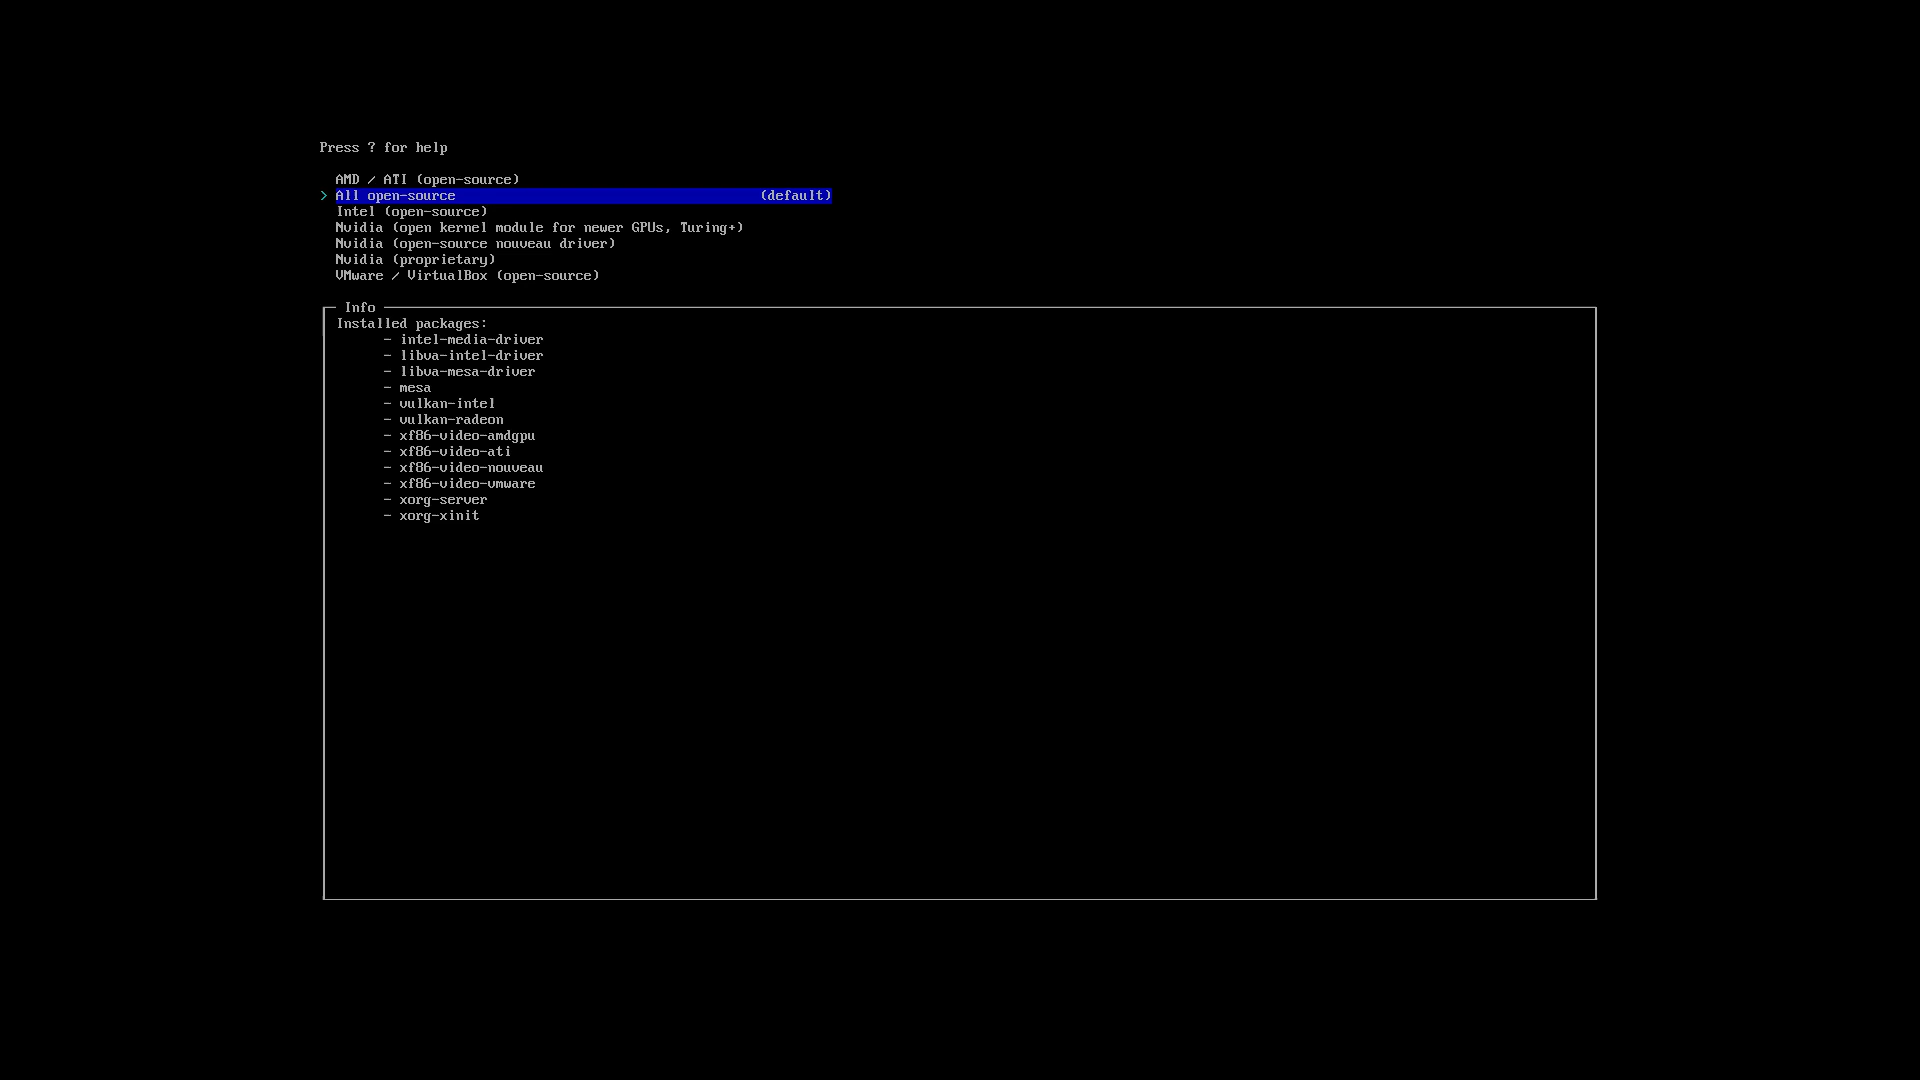 Press ? for help
AMD / ATI (open-source)
> All open-source (default)
Intel (open-source)
Nvidia (open kernel module for newer GPUs, Turing+)
Nvidia (open-source nouveau driver)
Nvidia (proprietary)
VMware / VirtualBox (open-source)
Info
Installed packages:
- intel-media-driver
- libva-intel-driver
- libva-mesa-driver
- mesa
- vulkan-intel
- vulkan-radeon
- xf86-video-amdgpu
- xf86-video-ati
- xf86-video-nouveau
- xf86-video-vmware
- xorg-server
- xorg-xinit